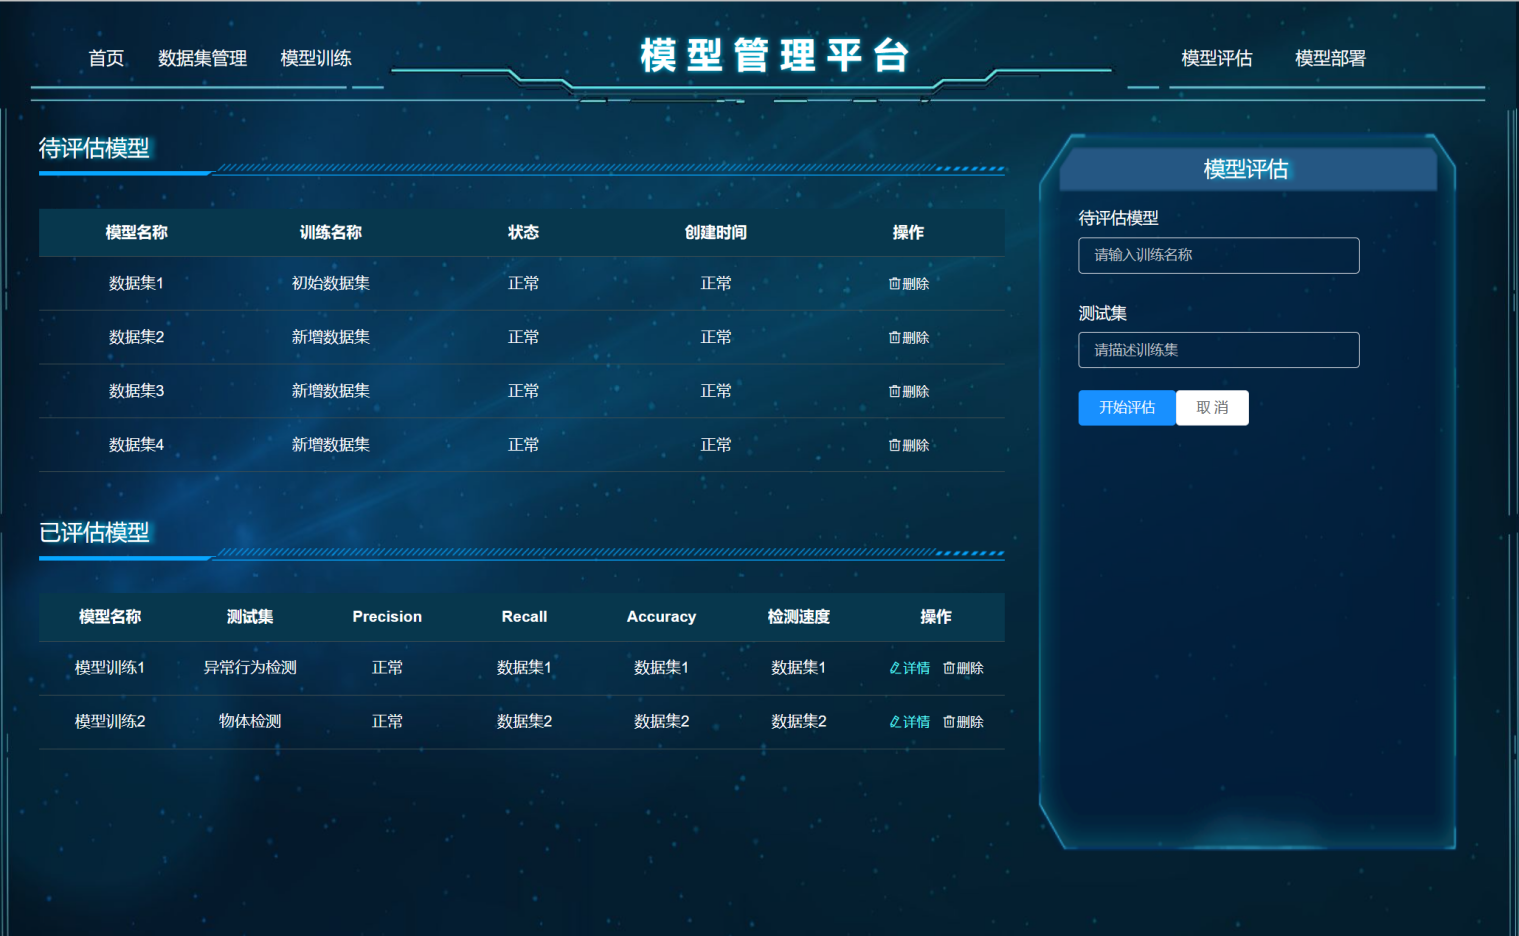 首页 数据集管理 模型训练 模型管理平台 模型评估 模型部署
待评估模型
模型名称 训练名称 状态 创建时间 操作
数据集1 初始数据集 正常 正常 删除
数据集2 新增数据集 正常 正常 删除
数据集3 新增数据集 正常 正常 删除
数据集4 新增数据集 正常 正常 删除
已评估模型
模型名称 测试集 Precision Recall Accuracy 检测速度 操作
模型训练1 异常行为检测 正常 数据集1 数据集1 数据集1 详情 删除
模型训练2 物体检测 正常 数据集2 数据集2 数据集2 详情 删除
模型评估
待评估模型
请输入训练名称
测试集
请描述训练集
开始评估 取 消